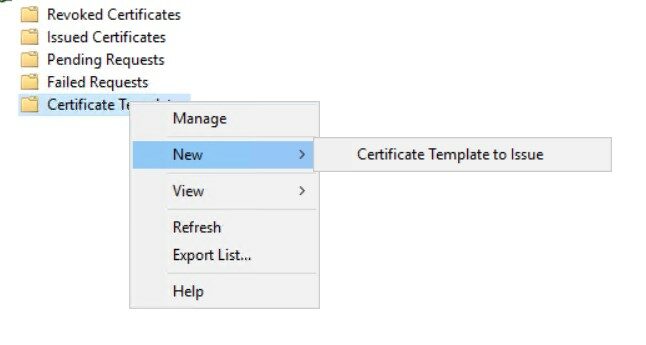 Revoked Certificates
Issued Certificates
Pending Requests
Failed Requests
Certificate
Manage
New > Certificate Template to Issue
View >
Refresh
Export List...
Help